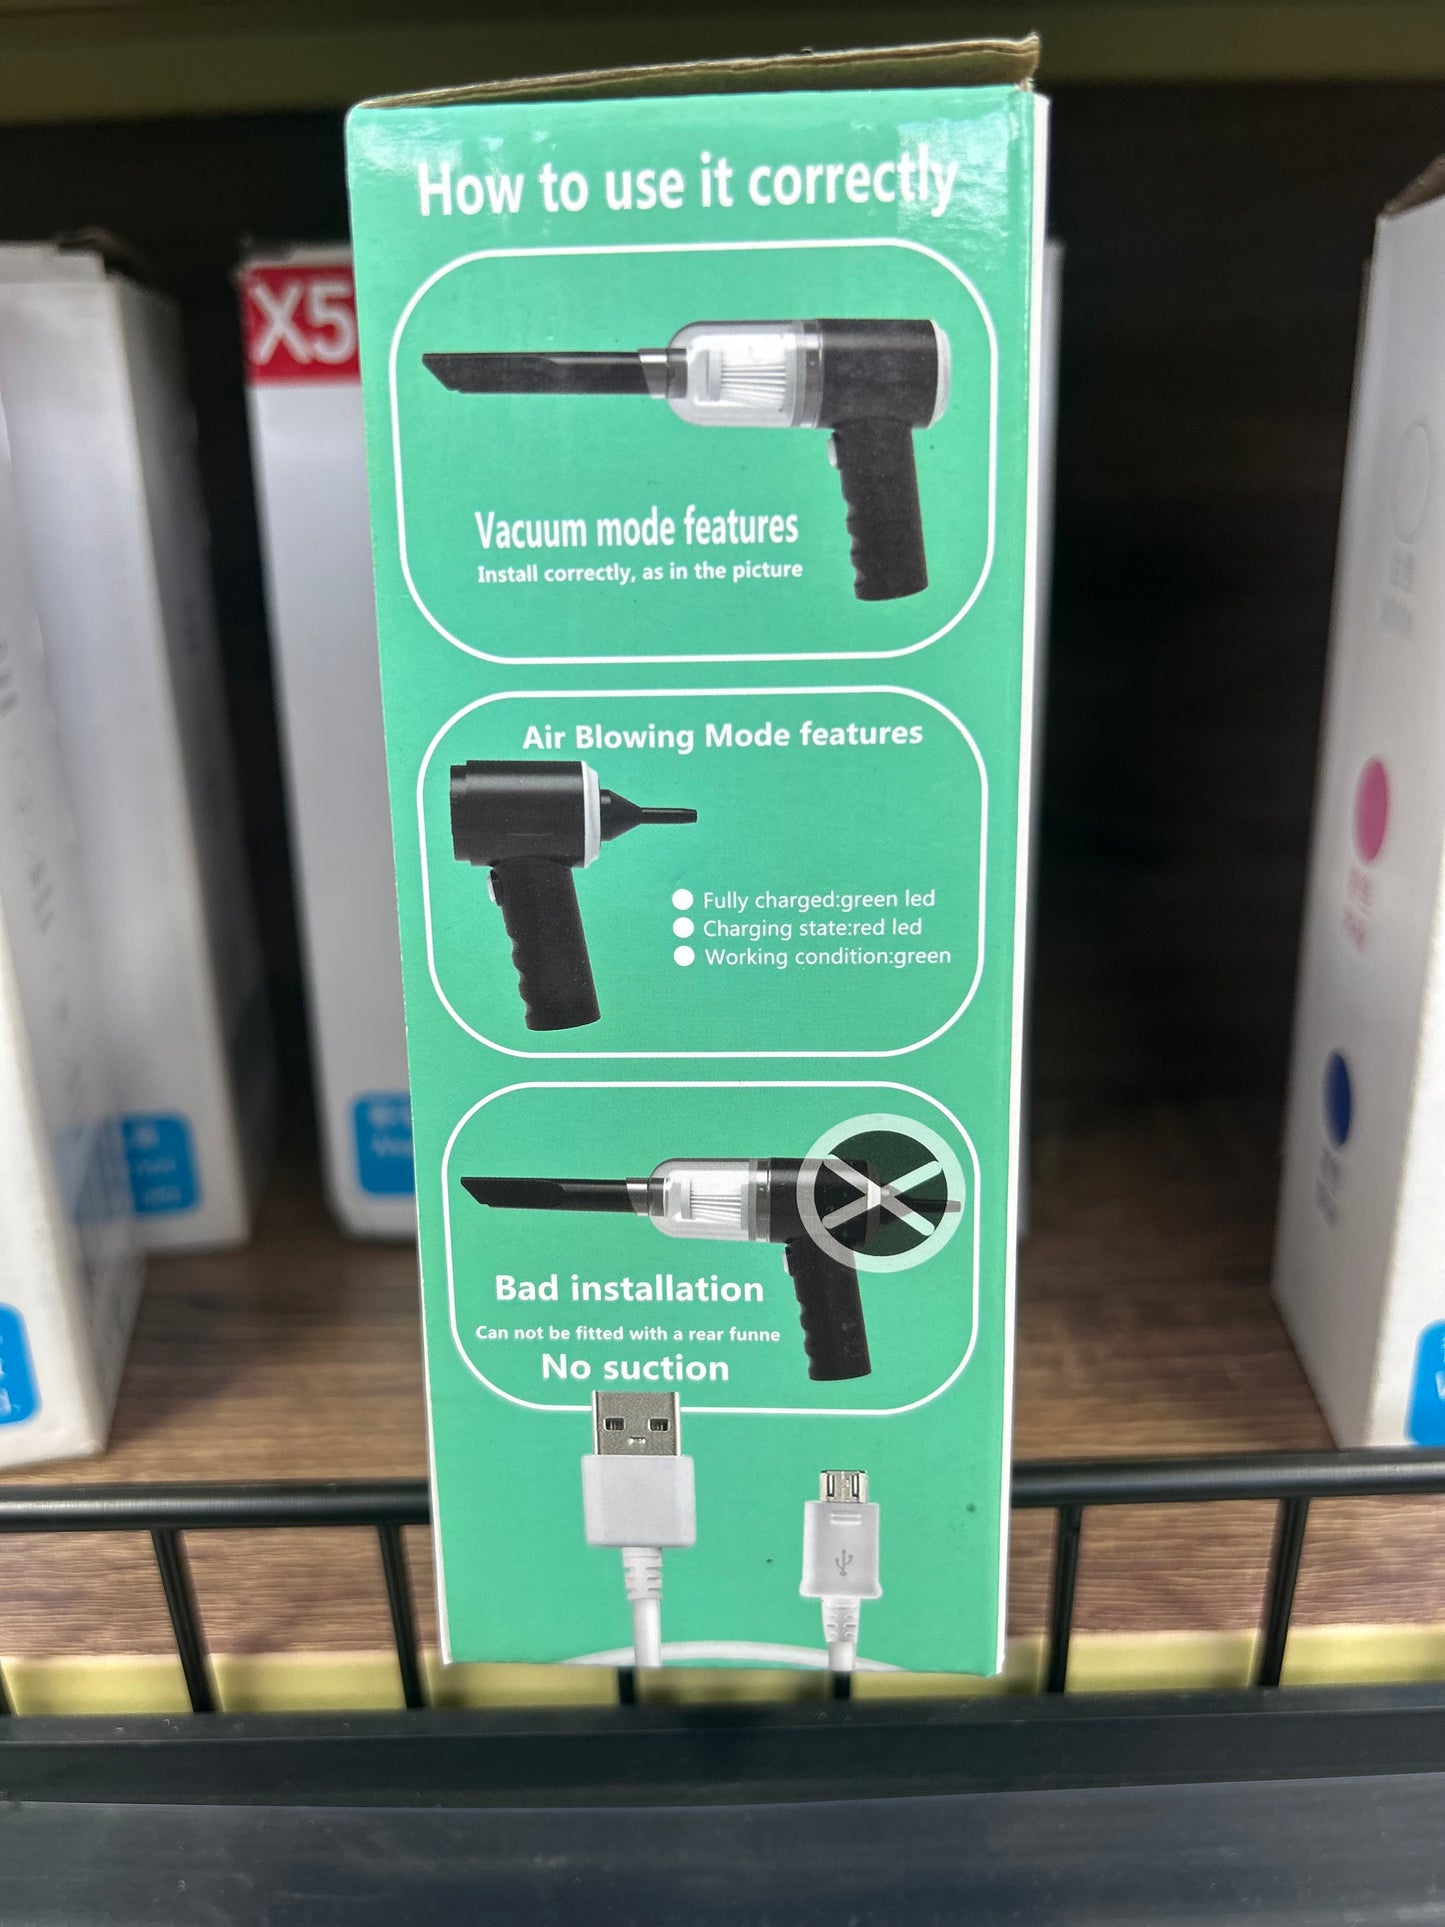 How to use it correctly
X5
Vacuum mode features
Install correctly, as in the picture
Air Blowing Mode features
Fully charged:green led
Charging state:red led
Working condition:green
Bad installation
Can not be fitted with a rear funne
No suction